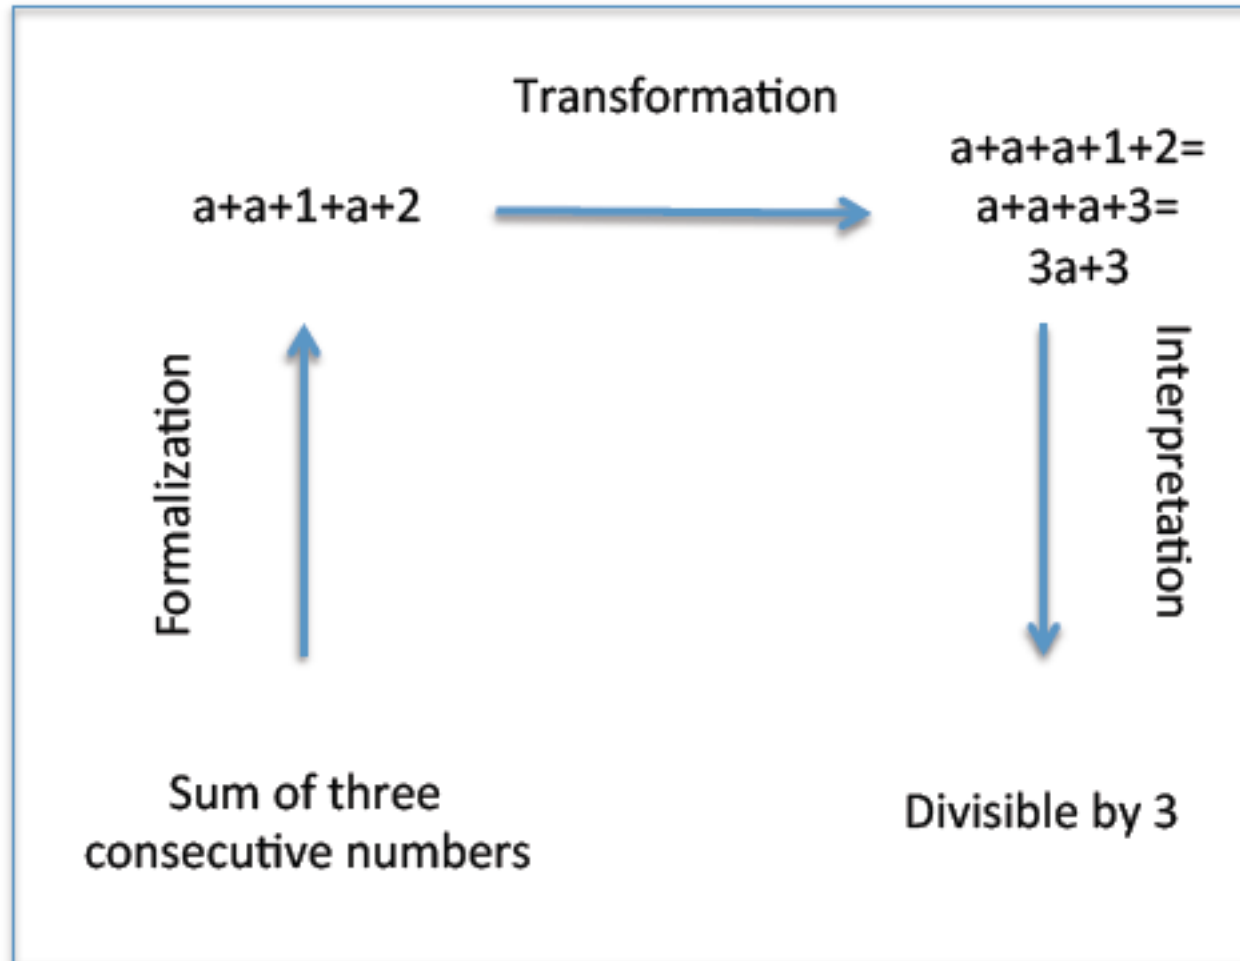 Transformation
a+a+1+a+2
a+a+a+1+2=
a+a+a+3=
3a+3
Formalization
Interpretation
Sum of three
consecutive numbers
Divisible by 3